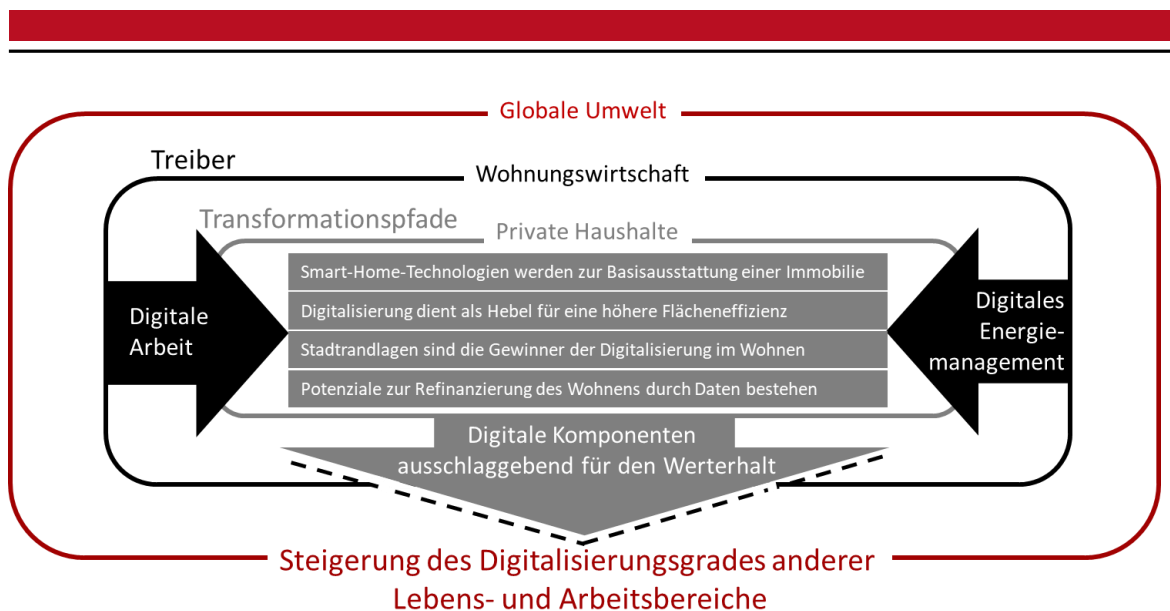 Globale Umwelt
Treiber
Wohnungswirtschaft
Transformationspfade
Private Haushalte
Smart-Home-Technologien werden zur Basisausstattung einer Immobilie
Digitalisierung dient als Hebel für eine höhere Flächeneffizienz
Stadtrandlagen sind die Gewinner der Digitalisierung im Wohnen
Potenziale zur Refinanzierung des Wohnens durch Daten bestehen
Digitale
Arbeit
Digitales
Energie-
management
Digitale Komponenten
ausschlaggebend für den Werterhalt
Steigerung des Digitalisierungsgrades anderer
Lebens- und Arbeitsbereiche